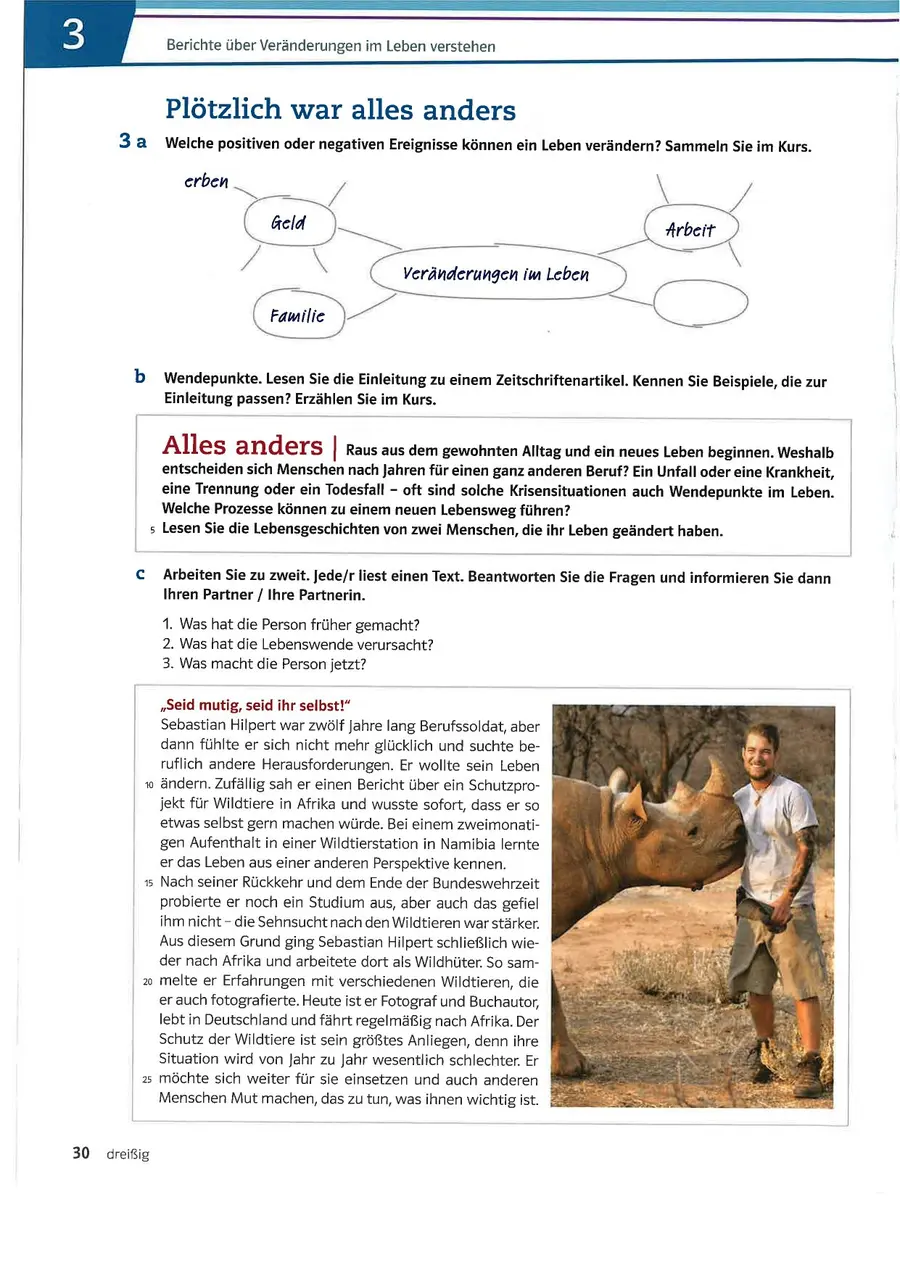 3
Berichte über Veränderungen im Leben verstehen
Plötzlich war alles anders
3 a Welche positiven oder negativen Ereignisse können ein Leben verändern? Sammeln Sie im Kurs.
erben
Geld
Arbeit
Veränderungen im Leben
Familie
b Wendepunkte. Lesen Sie die Einleitung zu einem Zeitschriftenartikel. Kennen Sie Beispiele, die zur
Einleitung passen? Erzählen Sie im Kurs.
Alles anders | Raus aus dem gewohnten Alltag und ein neues Leben beginnen. Weshalb
entscheiden sich Menschen nach Jahren für einen ganz anderen Beruf? Ein Unfall oder eine Krankheit,
eine Trennung oder ein Todesfall – oft sind solche Krisensituationen auch Wendepunkte im Leben.
Welche Prozesse können zu einem neuen Lebensweg führen?
5 Lesen Sie die Lebensgeschichten von zwei Menschen, die ihr Leben geändert haben.
c Arbeiten Sie zu zweit. Jede/r liest einen Text. Beantworten Sie die Fragen und informieren Sie dann
Ihren Partner / Ihre Partnerin.
1. Was hat die Person früher gemacht?
2. Was hat die Lebenswende verursacht?
3. Was macht die Person jetzt?
„Seid mutig, seid ihr selbst!“
Sebastian Hilpert war zwölf Jahre lang Berufssoldat, aber
dann fühlte er sich nicht mehr glücklich und suchte be-
ruflich andere Herausforderungen. Er wollte sein Leben
10 ändern. Zufällig sah er einen Bericht über ein Schutzpro-
jekt für Wildtiere in Afrika und wusste sofort, dass er so
etwas selbst gern machen würde. Bei einem zweimonati-
gen Aufenthalt in einer Wildtierstation in Namibia lernte
er das Leben aus einer anderen Perspektive kennen.
15 Nach seiner Rückkehr und dem Ende der Bundeswehrzeit
probierte er noch ein Studium aus, aber auch das gefiel
ihm nicht – die Sehnsucht nach den Wildtieren war stärker.
Aus diesem Grund ging Sebastian Hilpert schließlich wie-
der nach Afrika und arbeitete dort als Wildhüter. So sam-
20 melte er Erfahrungen mit verschiedenen Wildtieren, die
er auch fotografierte. Heute ist er Fotograf und Buchautor,
lebt in Deutschland und fährt regelmäßig nach Afrika. Der
Schutz der Wildtiere ist sein größtes Anliegen, denn ihre
Situation wird von Jahr zu Jahr wesentlich schlechter. Er
25 möchte sich weiter für sie einsetzen und auch anderen
Menschen Mut machen, das zu tun, was ihnen wichtig ist.
30 dreißig